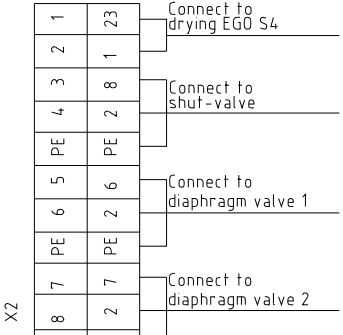 1 23 Connect to
drying EGO S4
2 1
3 8 Connect to
shut-valve
4 2
PE PE
5 6 Connect to
diaphragm valve 1
6 2
PE PE
7 7 Connect to
diaphragm valve 2
8 2
X2